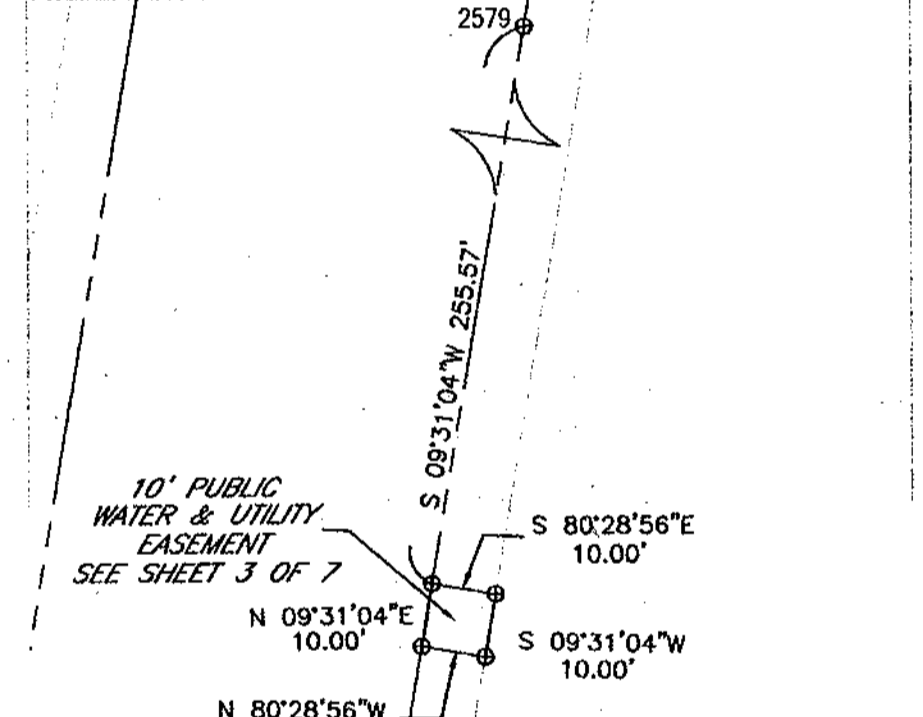 2579
S 09°31'04"W 255.57'
10' PUBLIC
WATER & UTILITY
EASEMENT
SEE SHEET 3 OF 7
S 80°28'56"E
10.00'
N 09°31'04"E
10.00'
S 09°31'04"W
10.00'
N 80°28'56"W